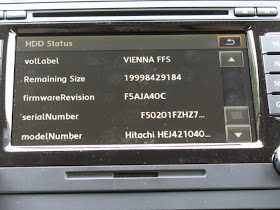 HDD Status
volLabel VIENNA FFS
Remaining Size 19998429184
firmwareRevision F5AJA40C
serialNumber F50201FZHZ7...
modelNumber Hitachi HEJ421040...